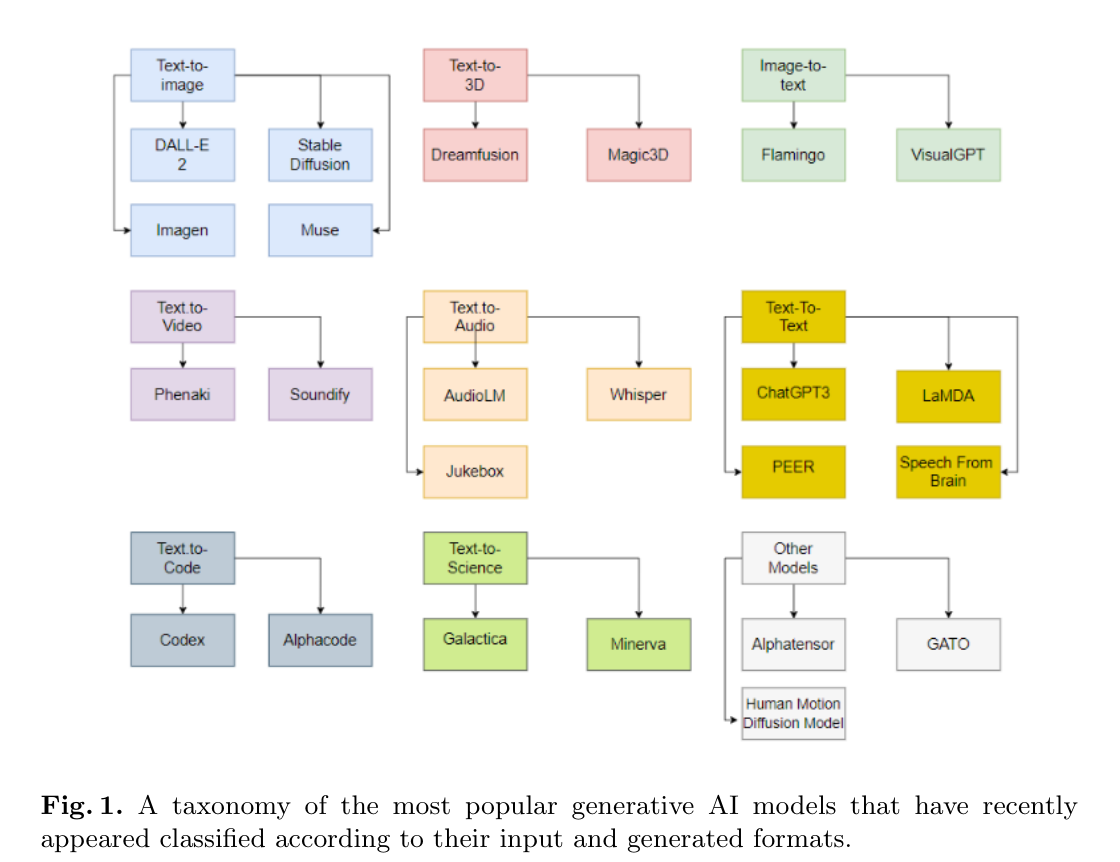 Text-to-
image
Text-to-
3D
Image-to-
text
DALL-E
2
Stable
Diffusion
Dreamfusion
Magic3D
Flamingo
VisualGPT
Imagen
Muse
Text.to-
Video
Text.to-
Audio
Text-To-
Text
Phenaki
Soundify
AudioLM
Whisper
ChatGPT3
LaMDA
Jukebox
PEER
Speech From
Brain
Text.to-
Code
Text-to-
Science
Other
Models
Codex
Alphacode
Galactica
Minerva
Alphatensor
GATO
Human Motion
Diffusion Model
Fig. 1. A taxonomy of the most popular generative AI models that have recently
appeared classified according to their input and generated formats.